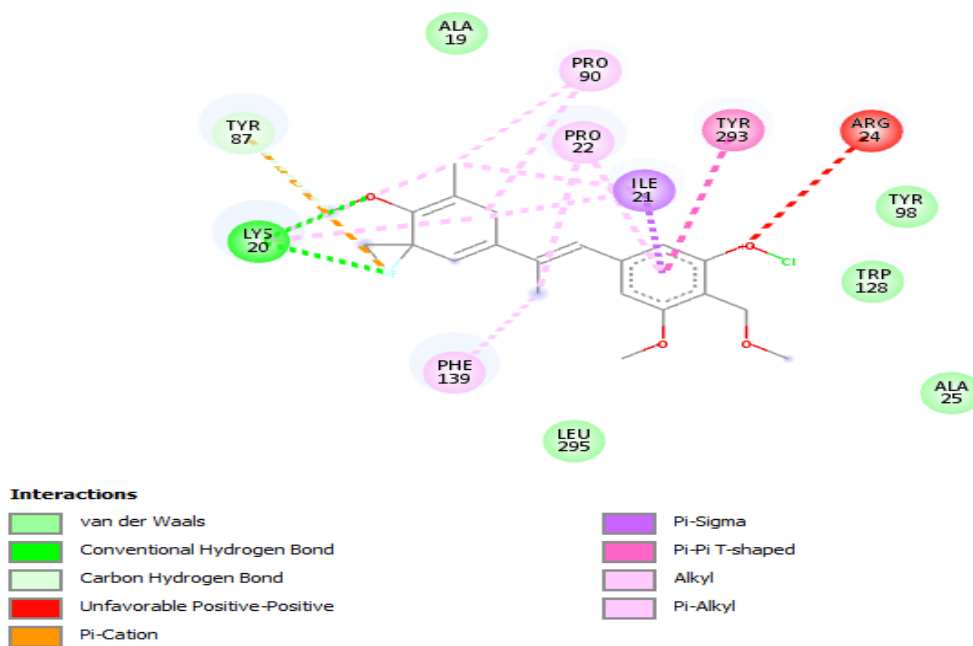 ALA
19
PRO
90
TYR
87
PRO
22
TYR
293
ARG
24
ILE
21
TYR
98
LYS
20
O
O
Cl
TRP
128
F
PHE
139
O
O
ALA
25
LEU
295
Interactions
van der Waals
Conventional Hydrogen Bond
Carbon Hydrogen Bond
Unfavorable Positive-Positive
Pi-Cation
Pi-Sigma
Pi-Pi T-shaped
Alkyl
Pi-Alkyl